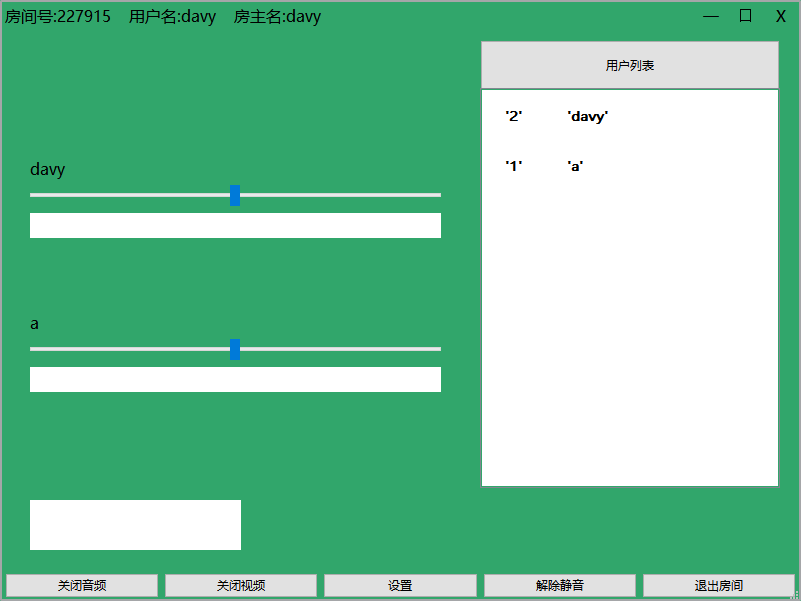 房间号:227915 用户名:davy 房主名:davy — 口 X
用户列表
'2' 'davy'
'1' 'a'
davy
a
关闭音频 关闭视频 设置 解除静音 退出房间